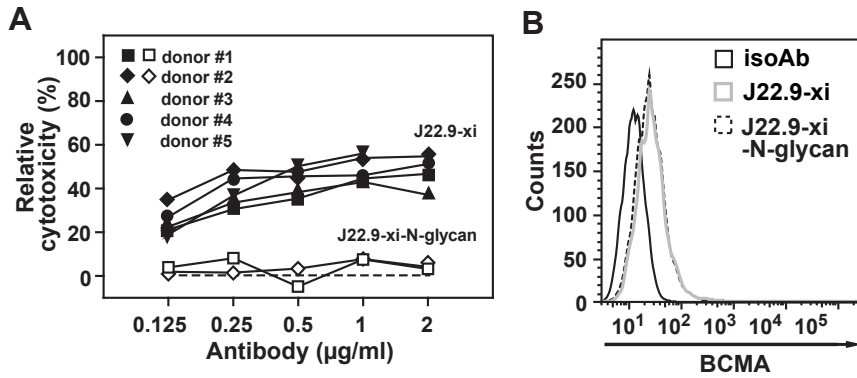 A
Relative
cytotoxicity (%)
100
80
60
40
20
0
donor #1
donor #2
donor #3
donor #4
donor #5
J22.9-xi
J22.9-xi-N-glycan
0.125 0.25 0.5 1 2
Antibody (µg/ml)
B
Counts
250
200
150
100
50
0
isoAb
J22.9-xi
J22.9-xi
-N-glycan
10¹ 10² 10³ 10⁴ 10⁵
BCMA